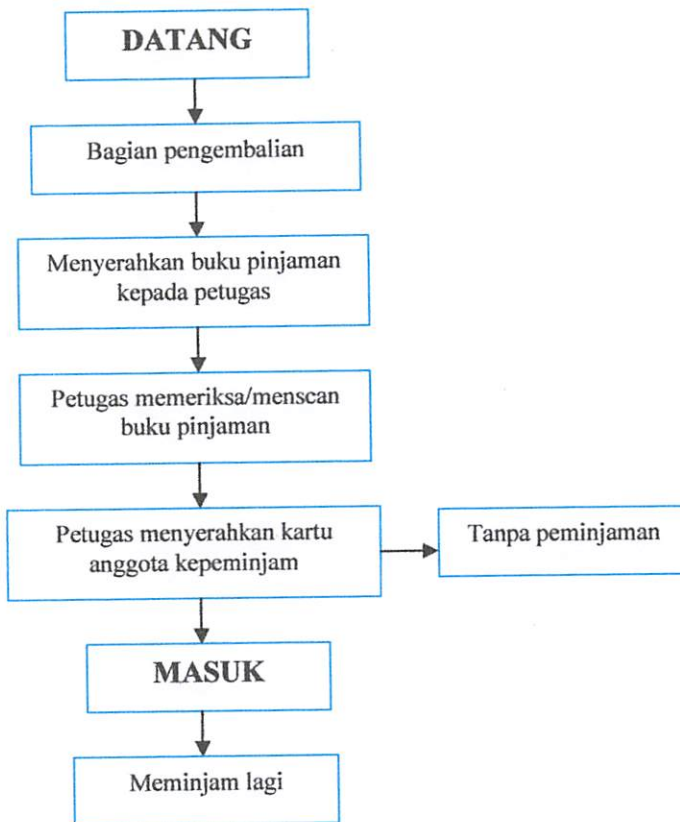 DATANG
Bagian pengembalian
Menyerahkan buku pinjaman
kepada petugas
Petugas memeriksa/menscan
buku pinjaman
Petugas menyerahkan kartu
anggota kepeminjam
Tanpa peminjaman
MASUK
Meminjam lagi